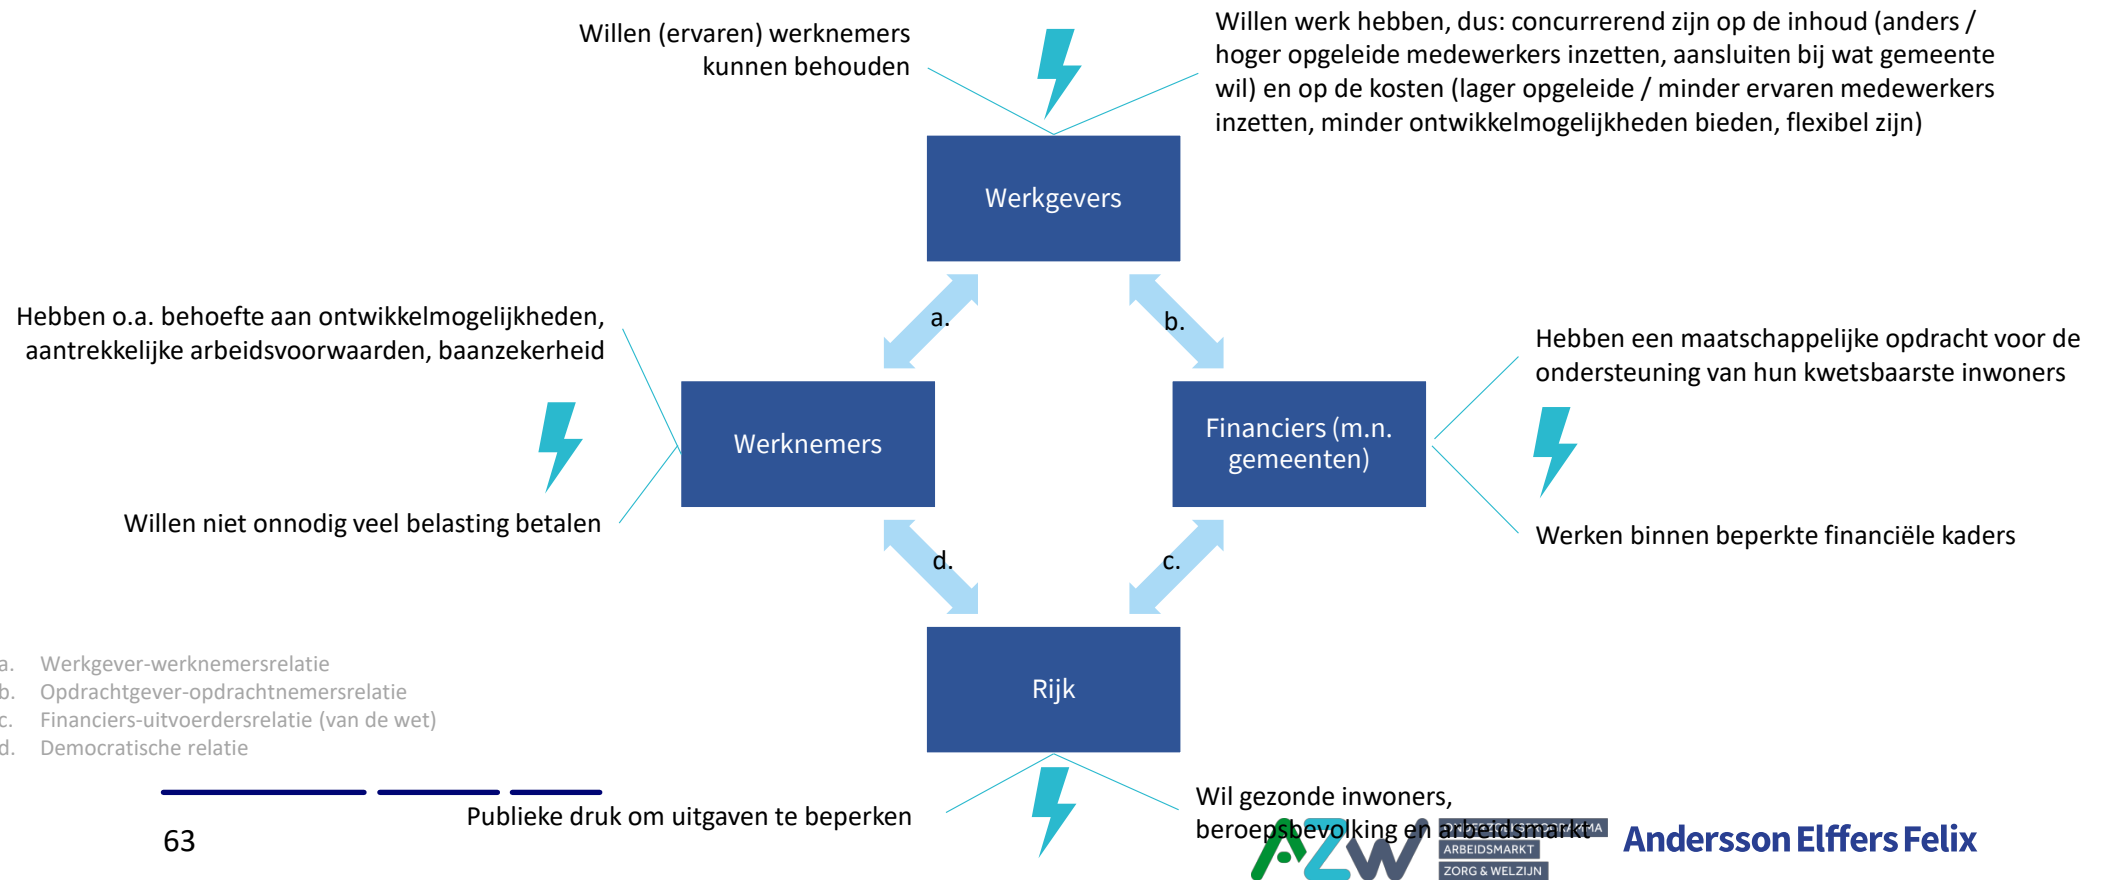 Willen (ervaren) werknemers
kunnen behouden
Willen werk hebben, dus: concurrerend zijn op de inhoud (anders /
hoger opgeleide medewerkers inzetten, aansluiten bij wat gemeente
wil) en op de kosten (lager opgeleide / minder ervaren medewerkers
inzetten, minder ontwikkelmogelijkheden bieden, flexibel zijn)
Werkgevers
a.
b.
Hebben o.a. behoefte aan ontwikkelmogelijkheden,
aantrekkelijke arbeidsvoorwaarden, baanzekerheid
Hebben een maatschappelijke opdracht voor de
ondersteuning van hun kwetsbaarste inwoners
Werknemers
Financiers (m.n.
gemeenten)
Willen niet onnodig veel belasting betalen
Werken binnen beperkte financiële kaders
d.
c.
Rijk
a. Werkgever-werknemersrelatie
b. Opdrachtgever-opdrachtnemersrelatie
c. Financiers-uitvoerdersrelatie (van de wet)
d. Democratische relatie
Publieke druk om uitgaven te beperken
Wil gezonde inwoners,
beroepsbevolking en arbeidsmarkt
63
AZW
ARBEIDSMARKT
ZORG & WELZIJN
Andersson Elffers Felix